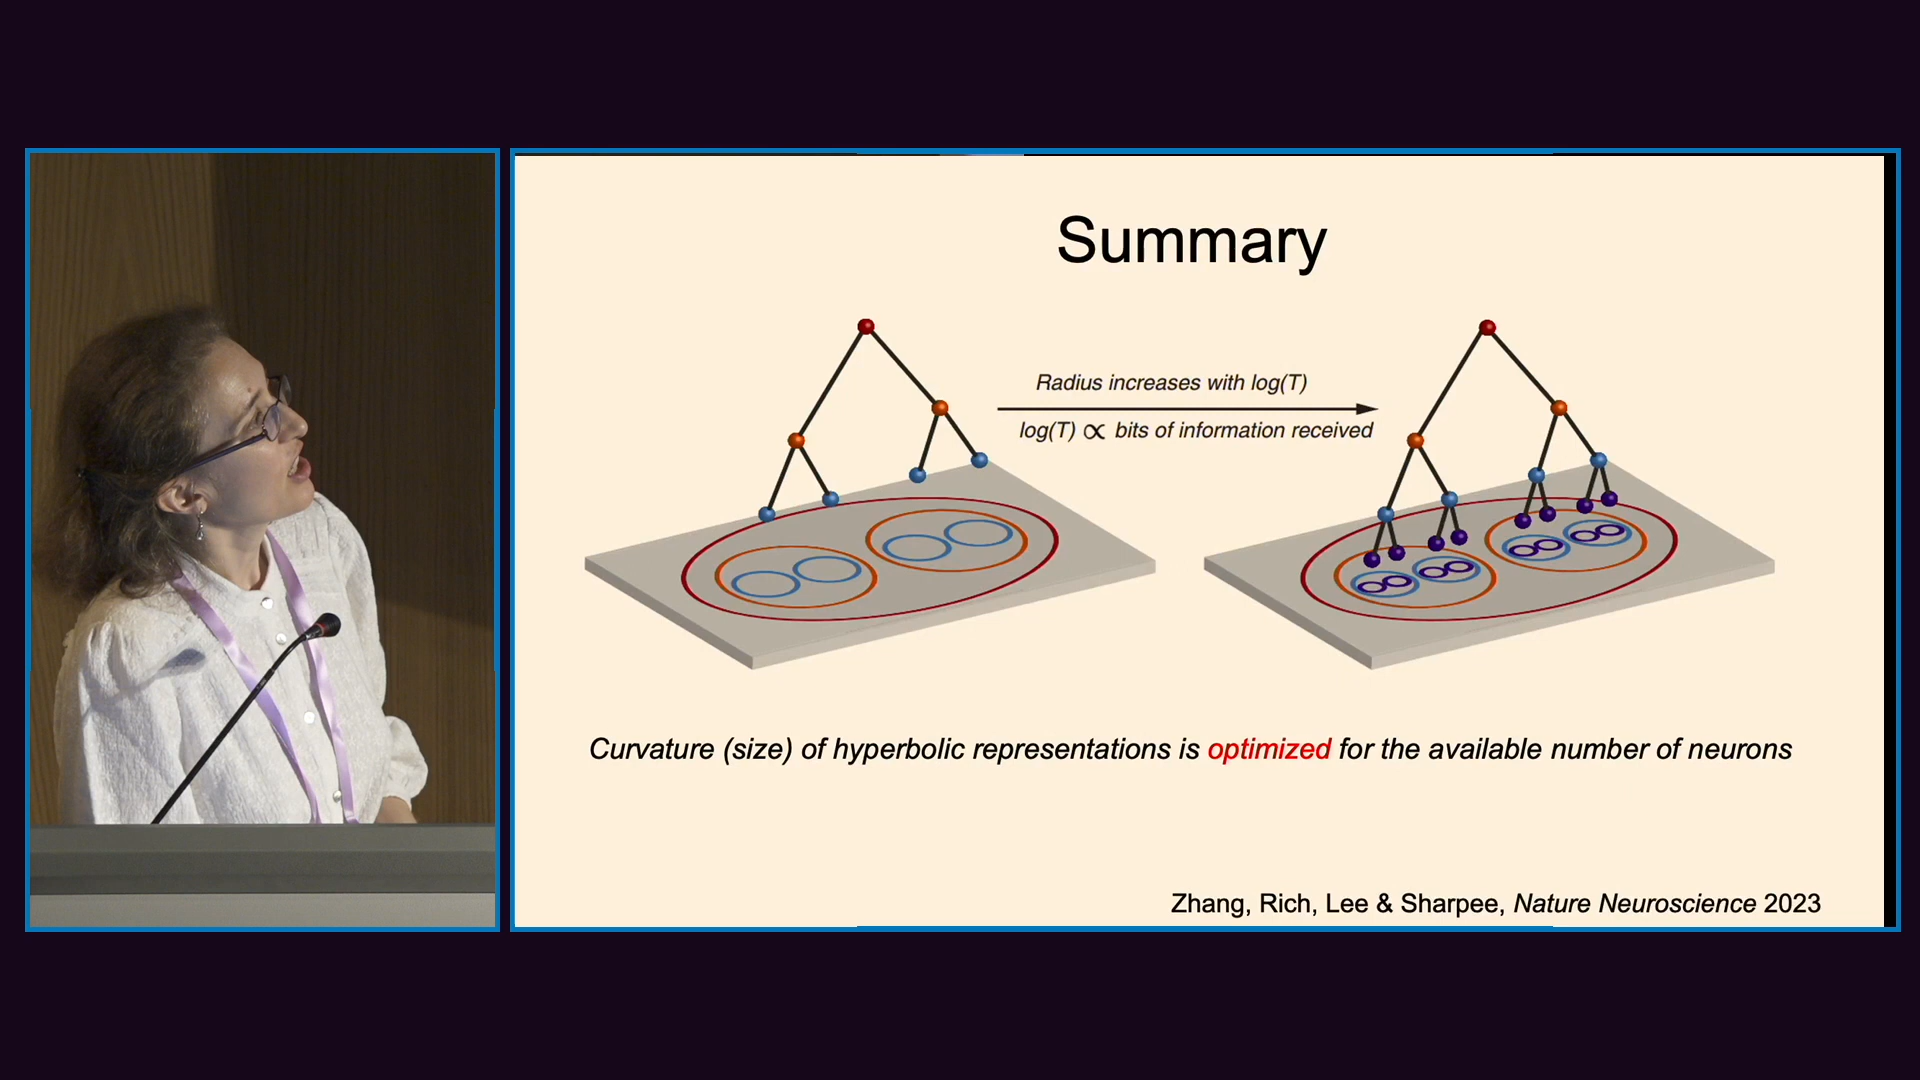 Summary
Radius increases with log(T)
log(T) ∝ bits of information received
Curvature (size) of hyperbolic representations is optimized for the available number of neurons
Zhang, Rich, Lee & Sharpee, Nature Neuroscience 2023